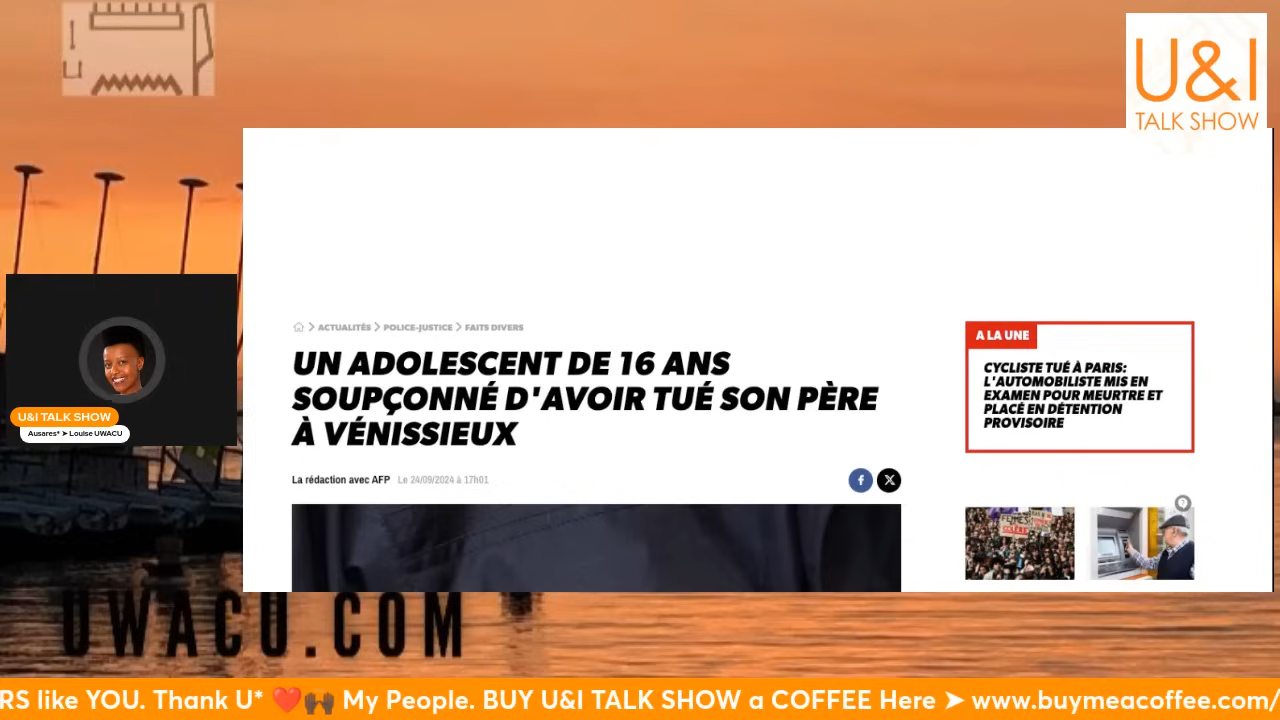 U&I
TALK SHOW
ACTUALITÉS > POLICE-JUSTICE > FAITS DIVERS
UN ADOLESCENT DE 16 ANS
SOUPÇONNÉ D'AVOIR TUÉ SON PÈRE
À VÉNISSIEUX
La rédaction avec AFP Le 24/09/2024 à 17h01
A LA UNE
CYCLISTE TUÉ À PARIS:
L'AUTOMOBILISTE MIS EN
EXAMEN POUR MEURTRE ET
PLACÉ EN DÉTENTION
PROVISOIRE
FEMMES
COLÈRE
U&I TALK SHOW
Ausares* ➤ Louise UWACU
UWACU.COM
RS like YOU. Thank U* ❤️🙌🏾 My People. BUY U&I TALK SHOW a COFFEE Here ➤ www.buymeacoffee.com/